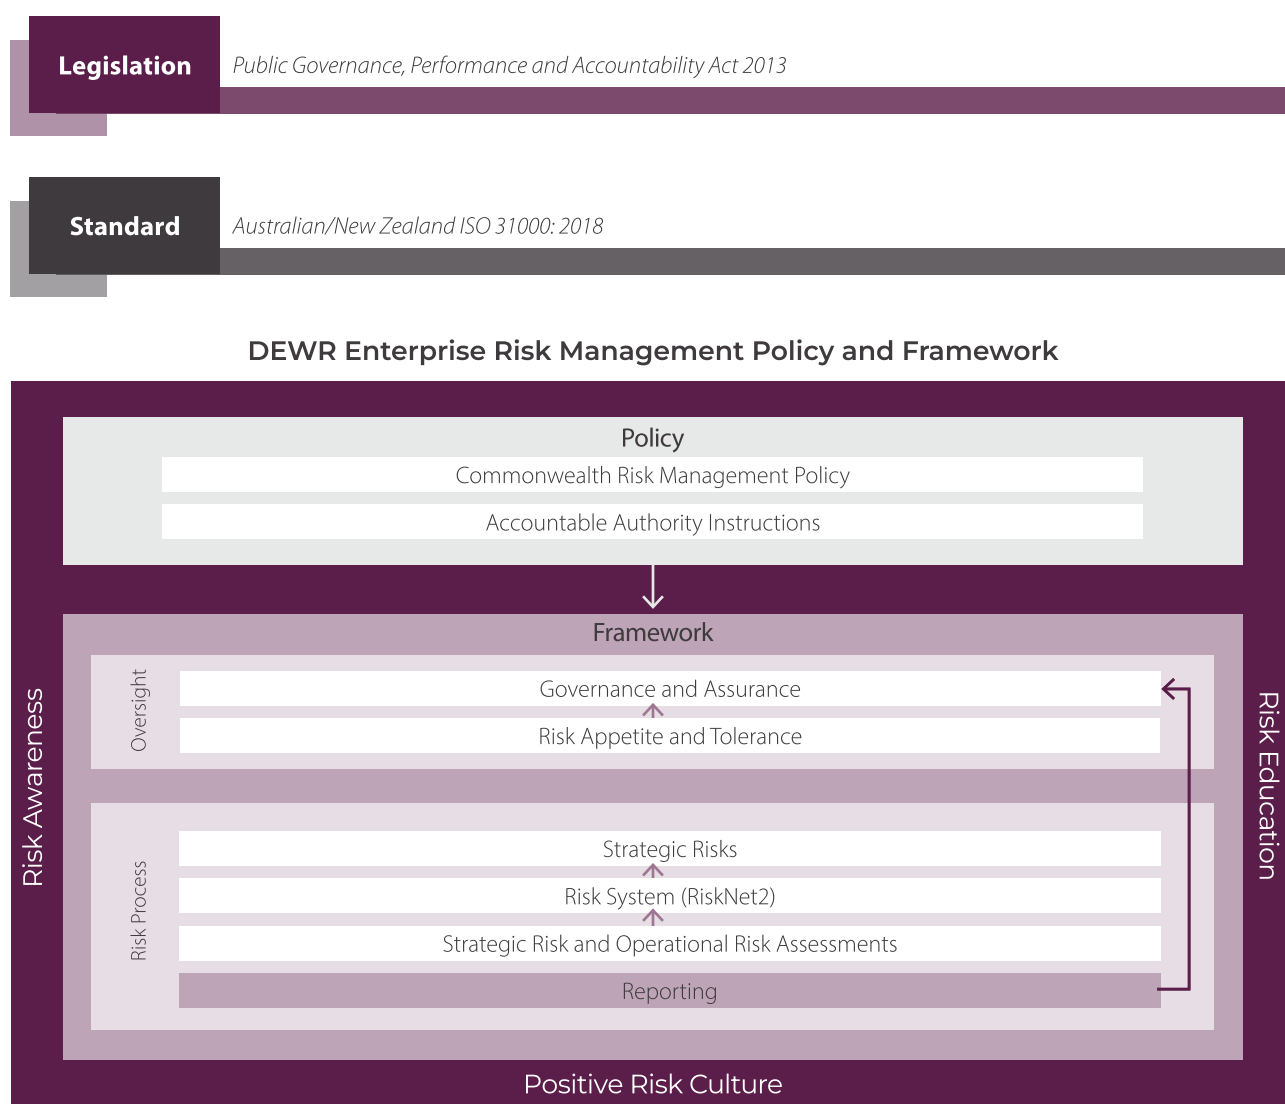 Legislation
Public Governance, Performance and Accountability Act 2013
Standard
Australian/New Zealand ISO 31000: 2018
DEWR Enterprise Risk Management Policy and Framework
Policy
Commonwealth Risk Management Policy
Accountable Authority Instructions
Framework
Oversight
Governance and Assurance
Risk Appetite and Tolerance
Risk Awareness
Risk Education
Risk Process
Strategic Risks
Risk System (RiskNet2)
Strategic Risk and Operational Risk Assessments
Reporting
Positive Risk Culture